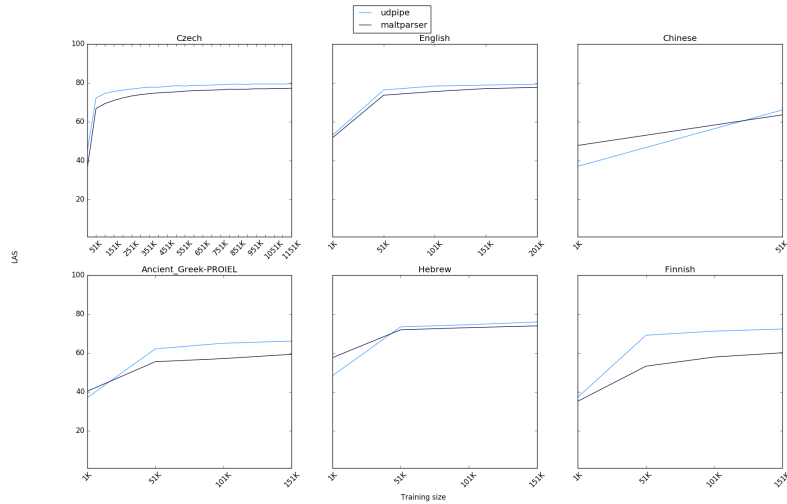 udpipe
maltparser
Czech
English
Chinese
100
80
60
40
20
51K 151K 251K 351K 451K 551K 651K 751K 851K 951K 1051K 1151K
1K 51K 101K 151K 201K
1K 51K
LAS
Ancient_Greek-PROIEL
Hebrew
Finnish
100
80
60
40
20
1K 51K 101K 151K
1K 51K 101K 151K
1K 51K 101K 151K
Training size